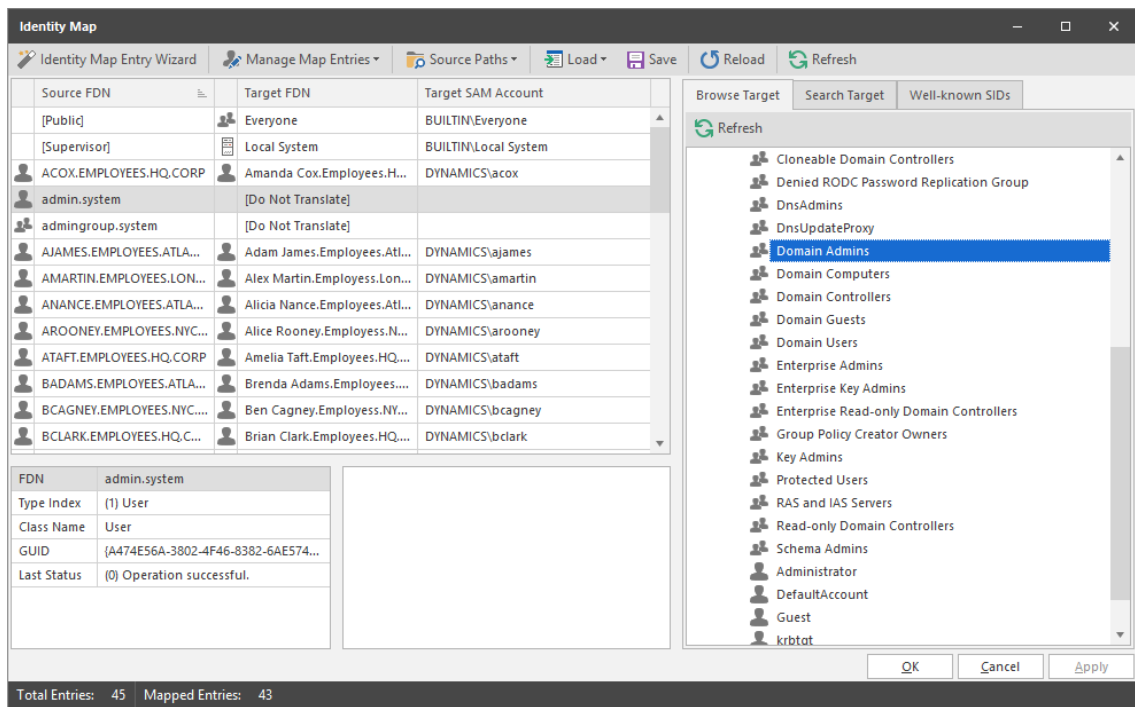 Identity Map
Identity Map Entry Wizard Manage Map Entries Source Paths Load Save Reload Refresh
Source FDN Target FDN Target SAM Account
[Public] Everyone BUILTIN\Everyone
[Supervisor] Local System BUILTIN\Local System
ACOX.EMPLOYEES.HQ.CORP Amanda Cox.Employees.H... DYNAMICS\acox
admin.system [Do Not Translate]
admingroup.system [Do Not Translate]
AJAMES.EMPLOYEES.ATLA... Adam James.Employees.Atl... DYNAMICS\ajames
AMARTIN.EMPLOYEES.LON... Alex Martin.Employess.Lon... DYNAMICS\amartin
ANANCE.EMPLOYEES.ATLA... Alicia Nance.Employees.Atl... DYNAMICS\anance
AROONEY.EMPLOYEES.NYC... Alice Rooney.Employess.N... DYNAMICS\arooney
ATAFT.EMPLOYEES.HQ.CORP Amelia Taft.Employees.HQ.... DYNAMICS\ataft
BADAMS.EMPLOYEES.ATLA... Brenda Adams.Employees.... DYNAMICS\badams
BCAGNEY.EMPLOYEES.NYC.... Ben Cagney.Employess.NY... DYNAMICS\bcagney
BCLARK.EMPLOYEES.HQ.C... Brian Clark.Employees.HQ.... DYNAMICS\bclark
FDN admin.system
Type Index (1) User
Class Name User
GUID {A474E56A-3802-4F46-8382-6AE574...
Last Status (0) Operation successful.
Browse Target Search Target Well-known SIDs
Refresh
Cloneable Domain Controllers
Denied RODC Password Replication Group
DnsAdmins
DnsUpdateProxy
Domain Admins
Domain Computers
Domain Controllers
Domain Guests
Domain Users
Enterprise Admins
Enterprise Key Admins
Enterprise Read-only Domain Controllers
Group Policy Creator Owners
Key Admins
Protected Users
RAS and IAS Servers
Read-only Domain Controllers
Schema Admins
Administrator
DefaultAccount
Guest
krbtgt
OK Cancel Apply
Total Entries: 45 Mapped Entries: 43